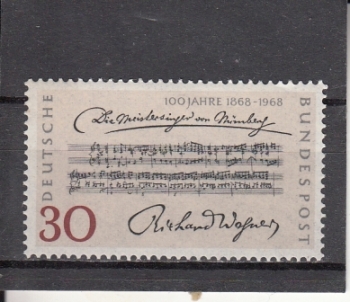 100 JAHRE 1868-1968
Die Meistersinger von Nürnberg
DEUTSCHE
BUNDESPOST
30
Richard Wagner